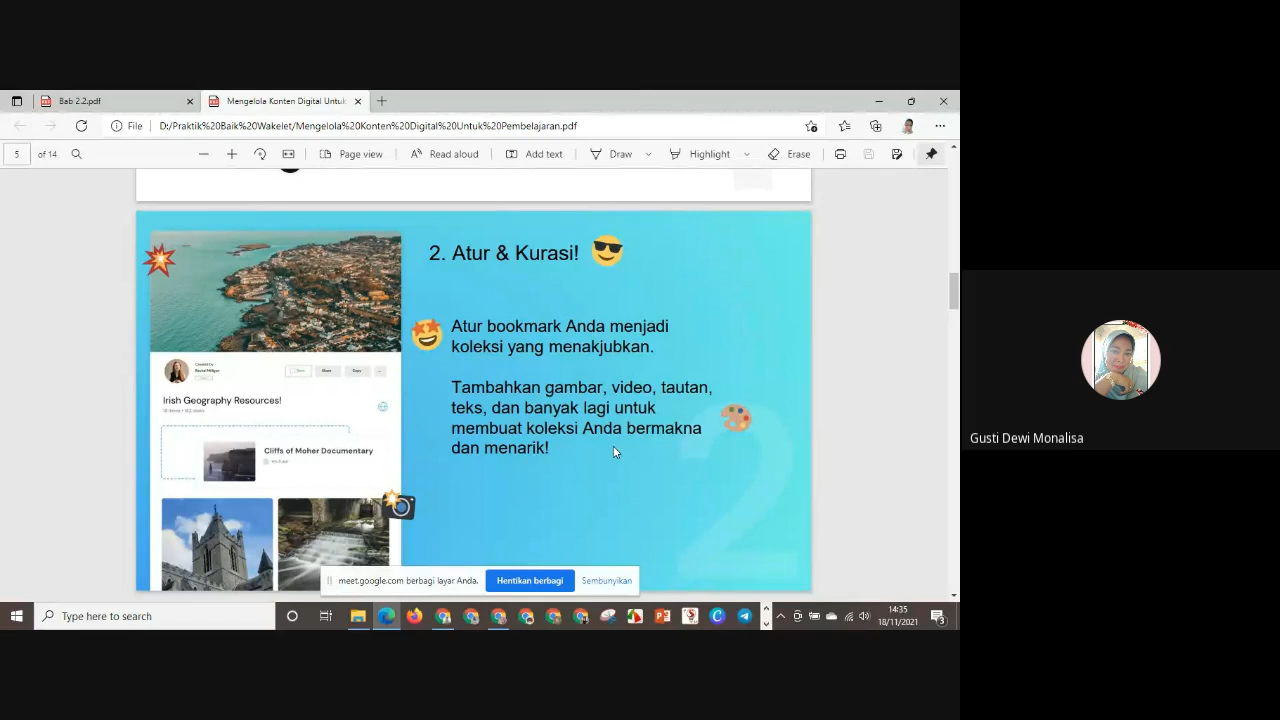 Bab 2.2.pdf
Mengelola Konten Digital Untuk
File
D:/Praktik%20Baik%20Wakelet/Mengelola%20Konten%20Digital%20Untuk%20Pembelajaran.pdf
5 of 14
Page view
Read aloud
Add text
Draw
Highlight
Erase
2. Atur & Kurasi!
Atur bookmark Anda menjadi
koleksi yang menakjubkan.
Tambahkan gambar, video, tautan,
teks, dan banyak lagi untuk
membuat koleksi Anda bermakna
dan menarik!
2
Irish Geography Resources!
Cliffs of Moher Documentary
meet.google.com berbagi layar Anda.
Hentikan berbagi
Sembunyikan
Type here to search
14:35
18/11/2021
3
Gusti Dewi Monalisa